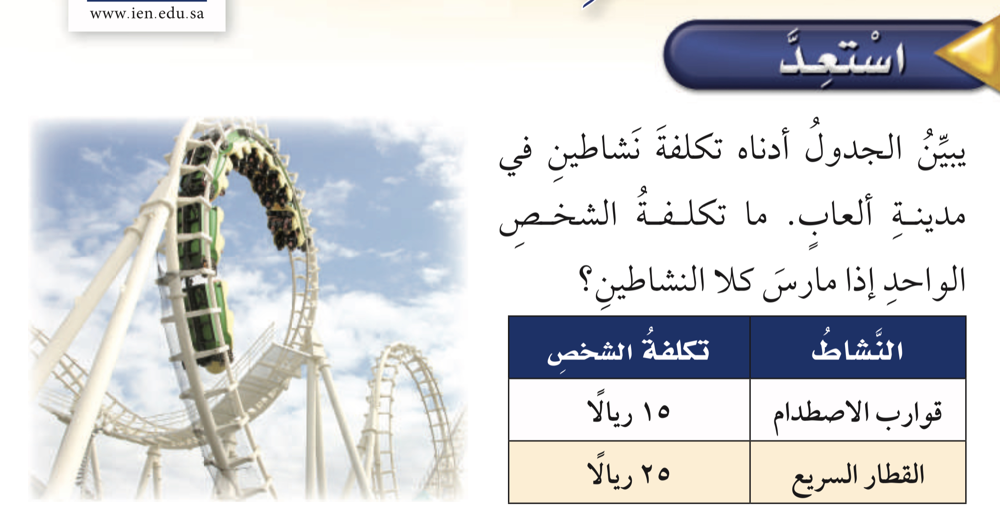 www.ien.edu.sa
اسْتعِدَّ
يبيِّنُ الجدولُ أدناه تكلفةَ نَشاطينِ في
مدينةِ ألعابٍ. ما تكلفةُ الشخصِ
الواحدِ إذا مارسَ كلا النشاطينِ؟
النَّشاطُ تكلفةُ الشخصِ
قوارب الاصطدام ١٥ ريالًا
القطار السريع ٢٥ ريالًا